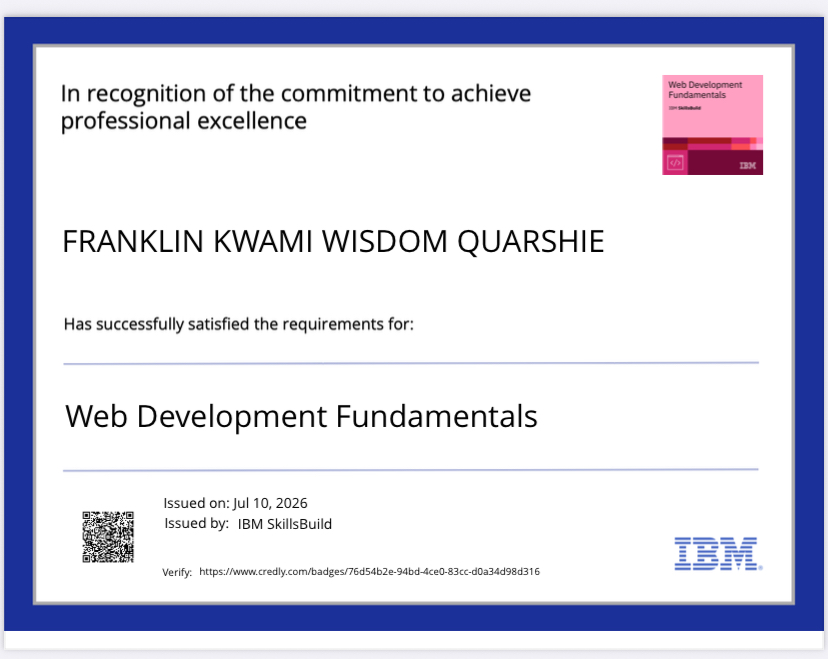 In recognition of the commitment to achieve
professional excellence
Web Development
Fundamentals
IBM SkillsBuild
IBM
FRANKLIN KWAMI WISDOM QUARSHIE
Has successfully satisfied the requirements for:
Web Development Fundamentals
Issued on: Jul 10, 2026
Issued by: IBM SkillsBuild
Verify: https://www.credly.com/badges/76d54b2e-94bd-4ce0-83cc-d0a34d98d316
IBM®